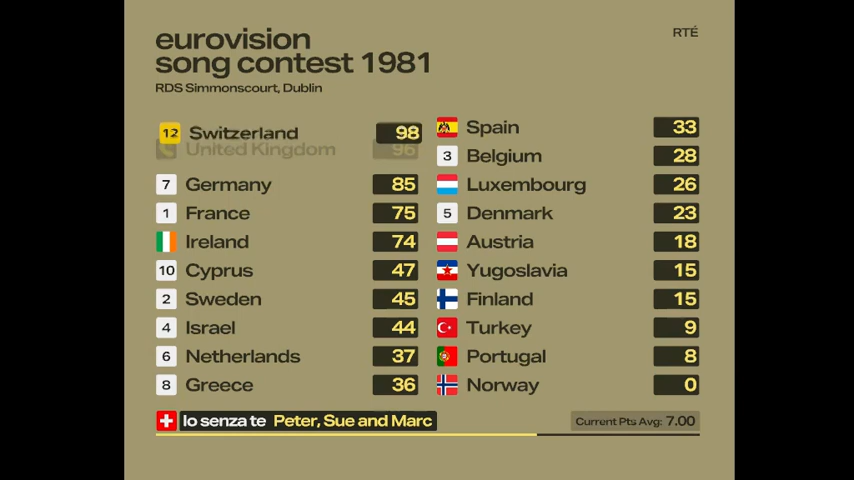 eurovision
song contest 1981
RTÉ
RDS Simmonscourt, Dublin
12 Switzerland 98
United Kingdom 96
7 Germany 85
1 France 75
Ireland 74
10 Cyprus 47
2 Sweden 45
4 Israel 44
6 Netherlands 37
8 Greece 36
Spain 33
3 Belgium 28
Luxembourg 26
5 Denmark 23
Austria 18
Yugoslavia 15
Finland 15
Turkey 9
Portugal 8
Norway 0
Io senza te Peter, Sue and Marc
Current Pts Avg: 7.00